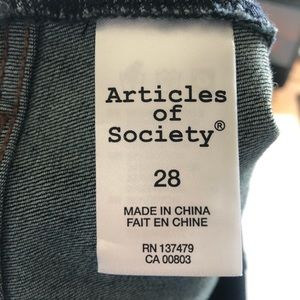 Articles
of
Society®
28
MADE IN CHINA
FAIT EN CHINE
RN 137479
CA 00803